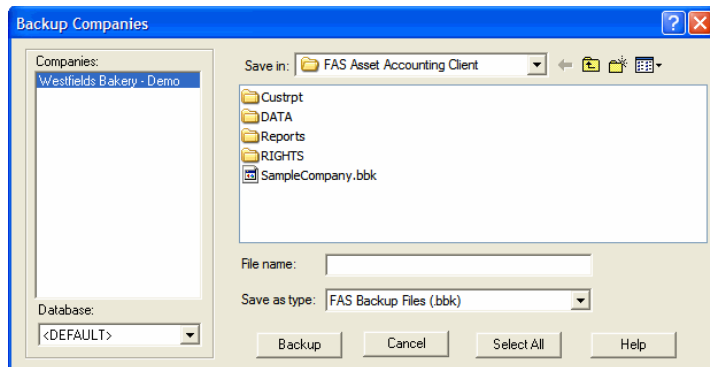 Backup Companies
Companies:
Westfields Bakery - Demo
Database:
<DEFAULT>
Save in: FAS Asset Accounting Client
Custrpt
DATA
Reports
RIGHTS
SampleCompany.bbk
File name:
Save as type: FAS Backup Files (.bbk)
Backup Cancel Select All Help